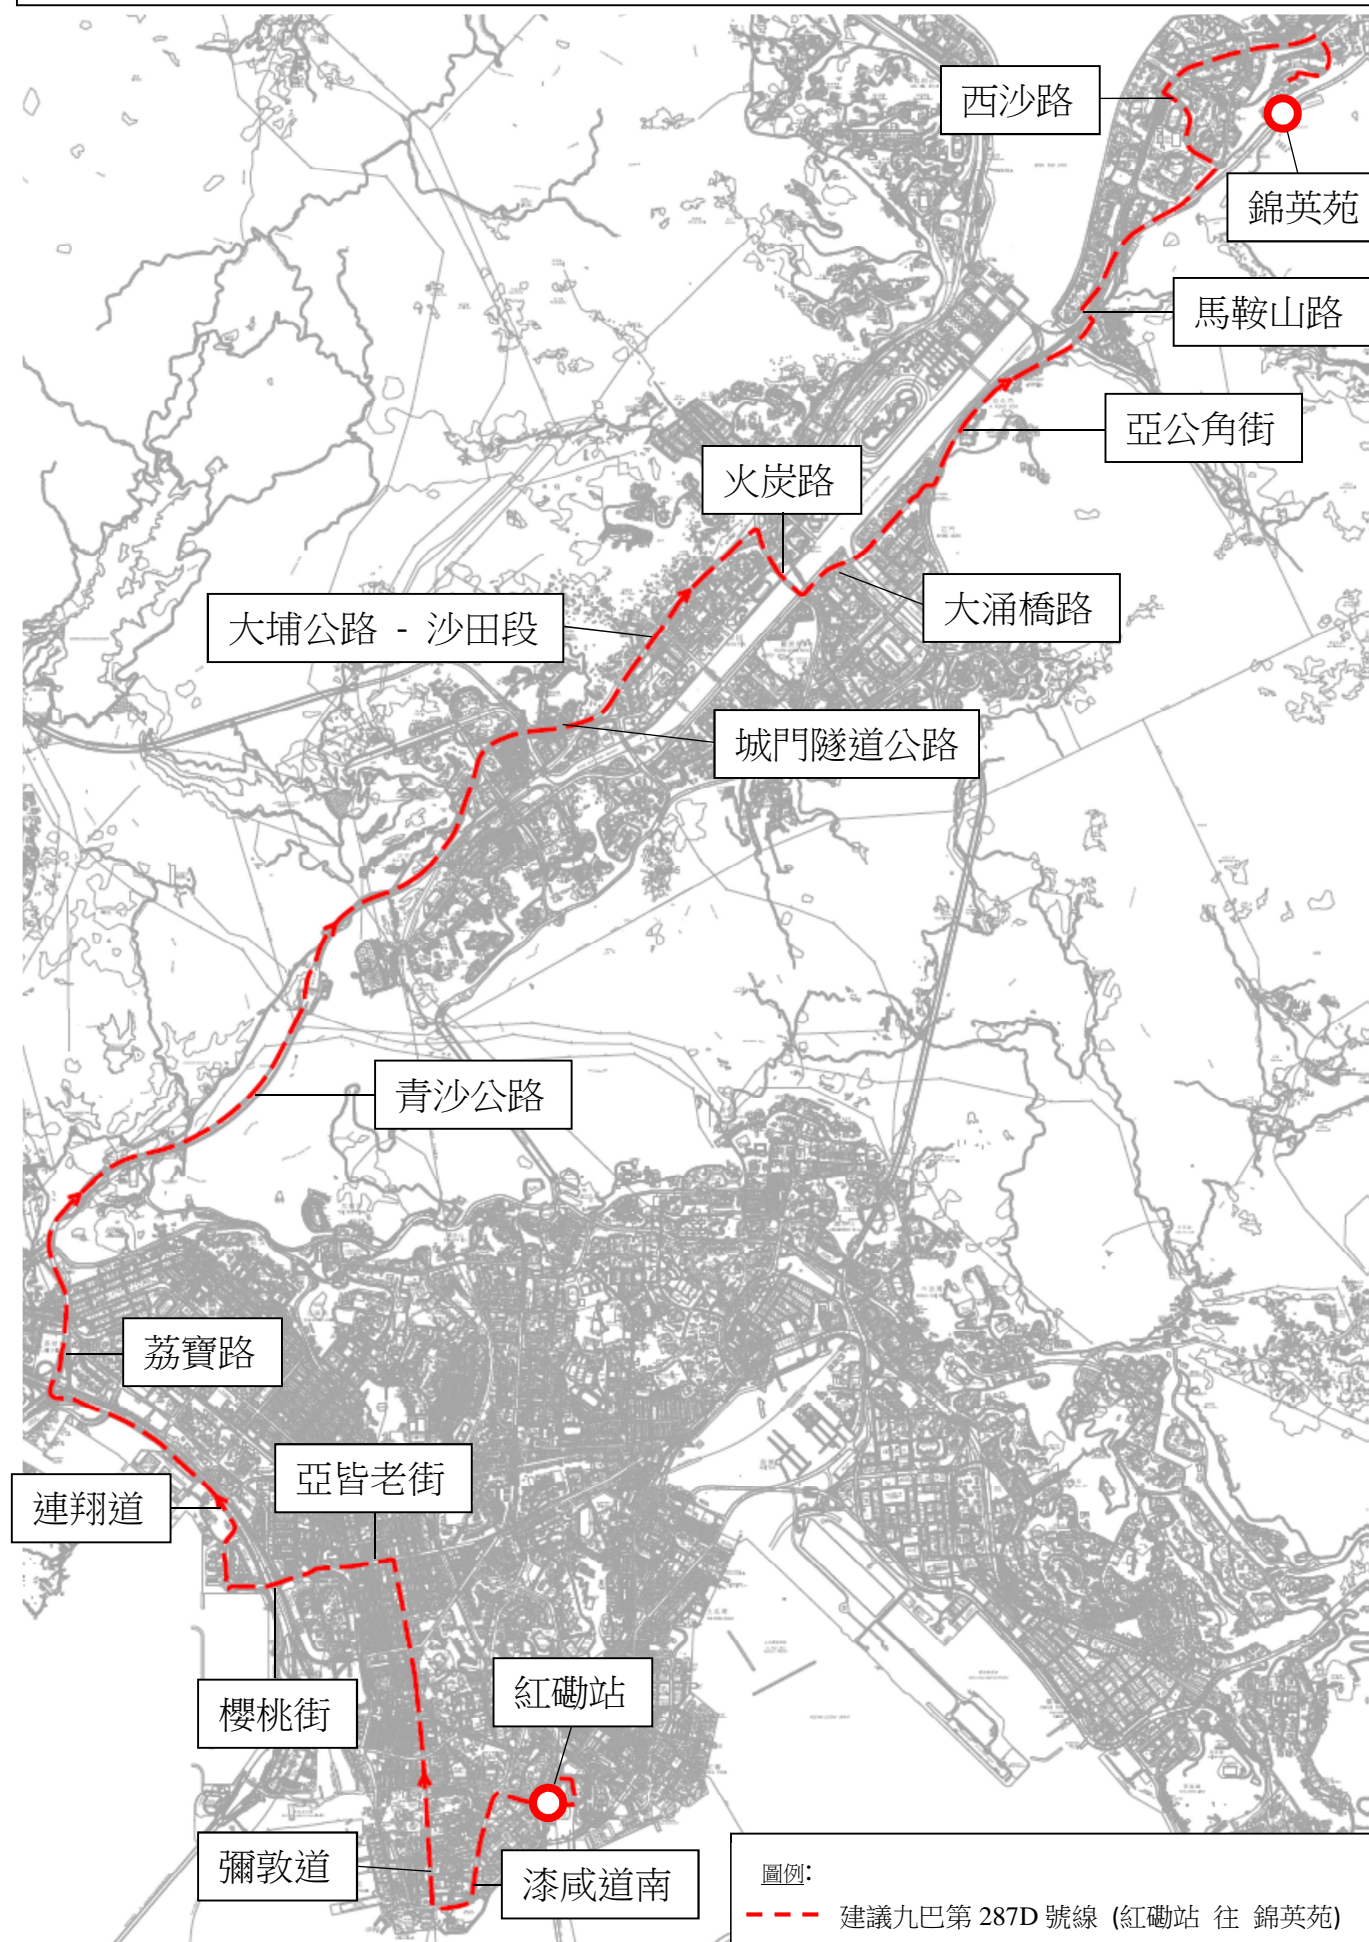 西沙路
錦英苑
馬鞍山路
亞公角街
火炭路
大涌橋路
大埔公路 - 沙田段
城門隧道公路
青沙公路
荔寶路
亞皆老街
連翔道
櫻桃街
紅磡站
彌敦道
漆咸道南
圖例:
建議九巴第 287D 號線 (紅磡站 往 錦英苑)